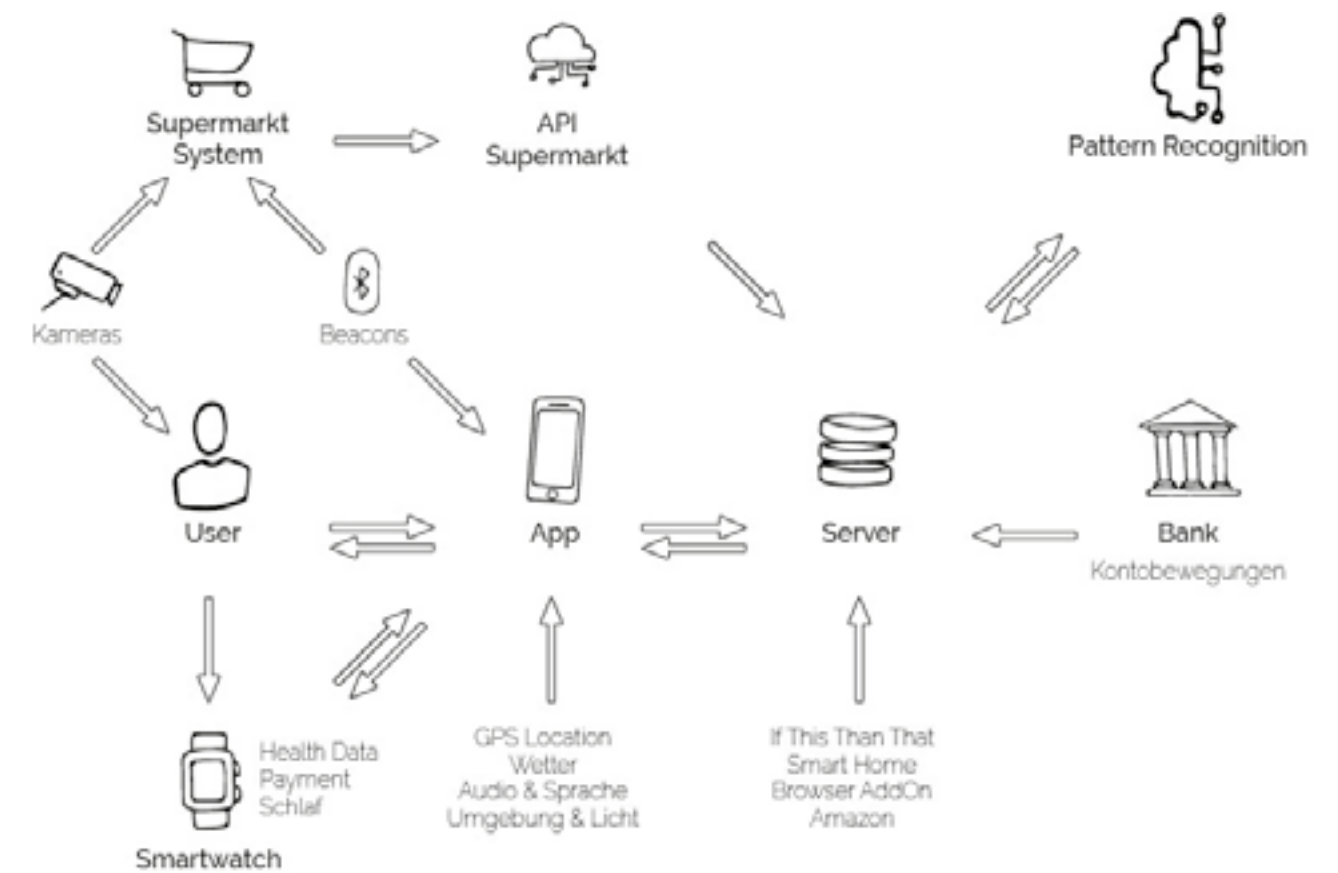 Supermarkt
System
API
Supermarkt
Pattern Recognition
Kameras
Beacons
User
App
Server
Bank
Kontobewegungen
Health Data
Payment
Schlaf
Smartwatch
GPS Location
Wetter
Audio & Sprache
Umgebung & Licht
If This Than That
Smart Home
Browser AddOn
Amazon